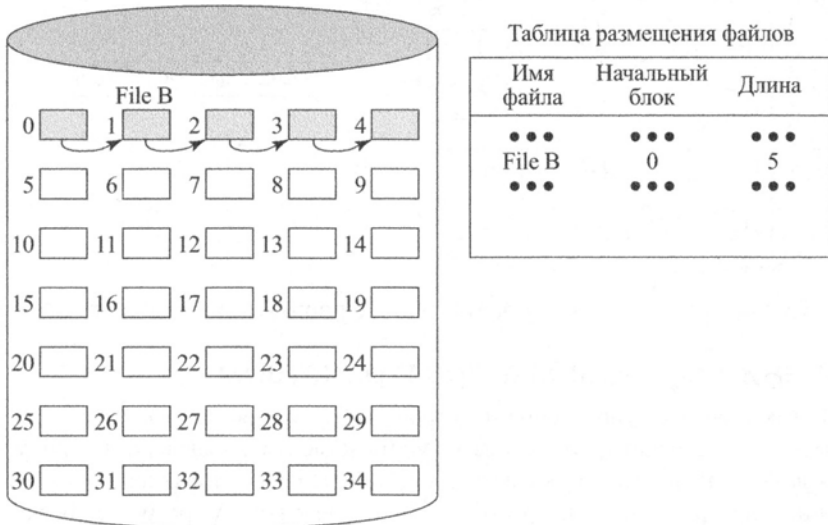 Таблица размещения файлов
Имя файла Начальный блок Длина
••• ••• •••
File B 0 5
••• ••• •••
File B
0 1 2 3 4
5 6 7 8 9
10 11 12 13 14
15 16 17 18 19
20 21 22 23 24
25 26 27 28 29
30 31 32 33 34